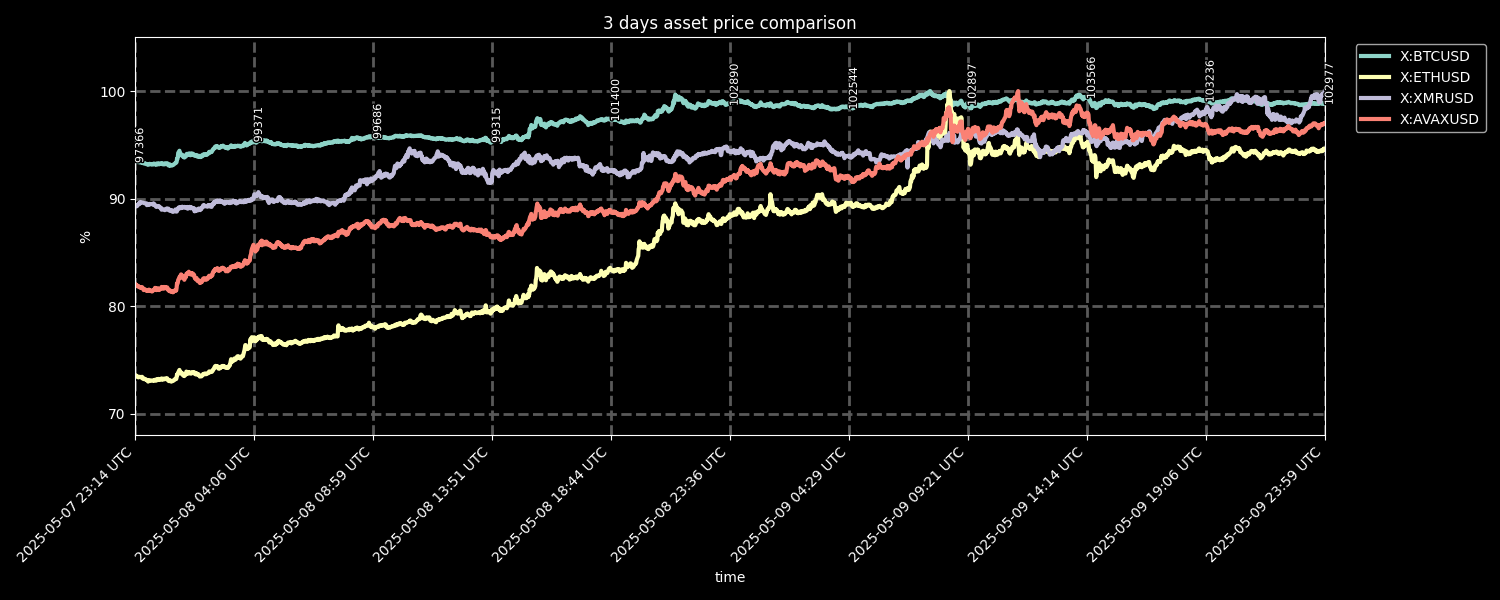 3 days asset price comparison
X:BTCUSD
X:ETHUSD
X:XMRUSD
X:AVAXUSD
100
90
80
70
%
97366
99371
99686
99315
101400
102890
102544
102897
103566
103236
102977
2025-05-07 23:14 UTC
2025-05-08 04:06 UTC
2025-05-08 08:59 UTC
2025-05-08 13:51 UTC
2025-05-08 18:44 UTC
2025-05-08 23:36 UTC
2025-05-09 04:29 UTC
2025-05-09 09:21 UTC
2025-05-09 14:14 UTC
2025-05-09 19:06 UTC
2025-05-09 23:59 UTC
time